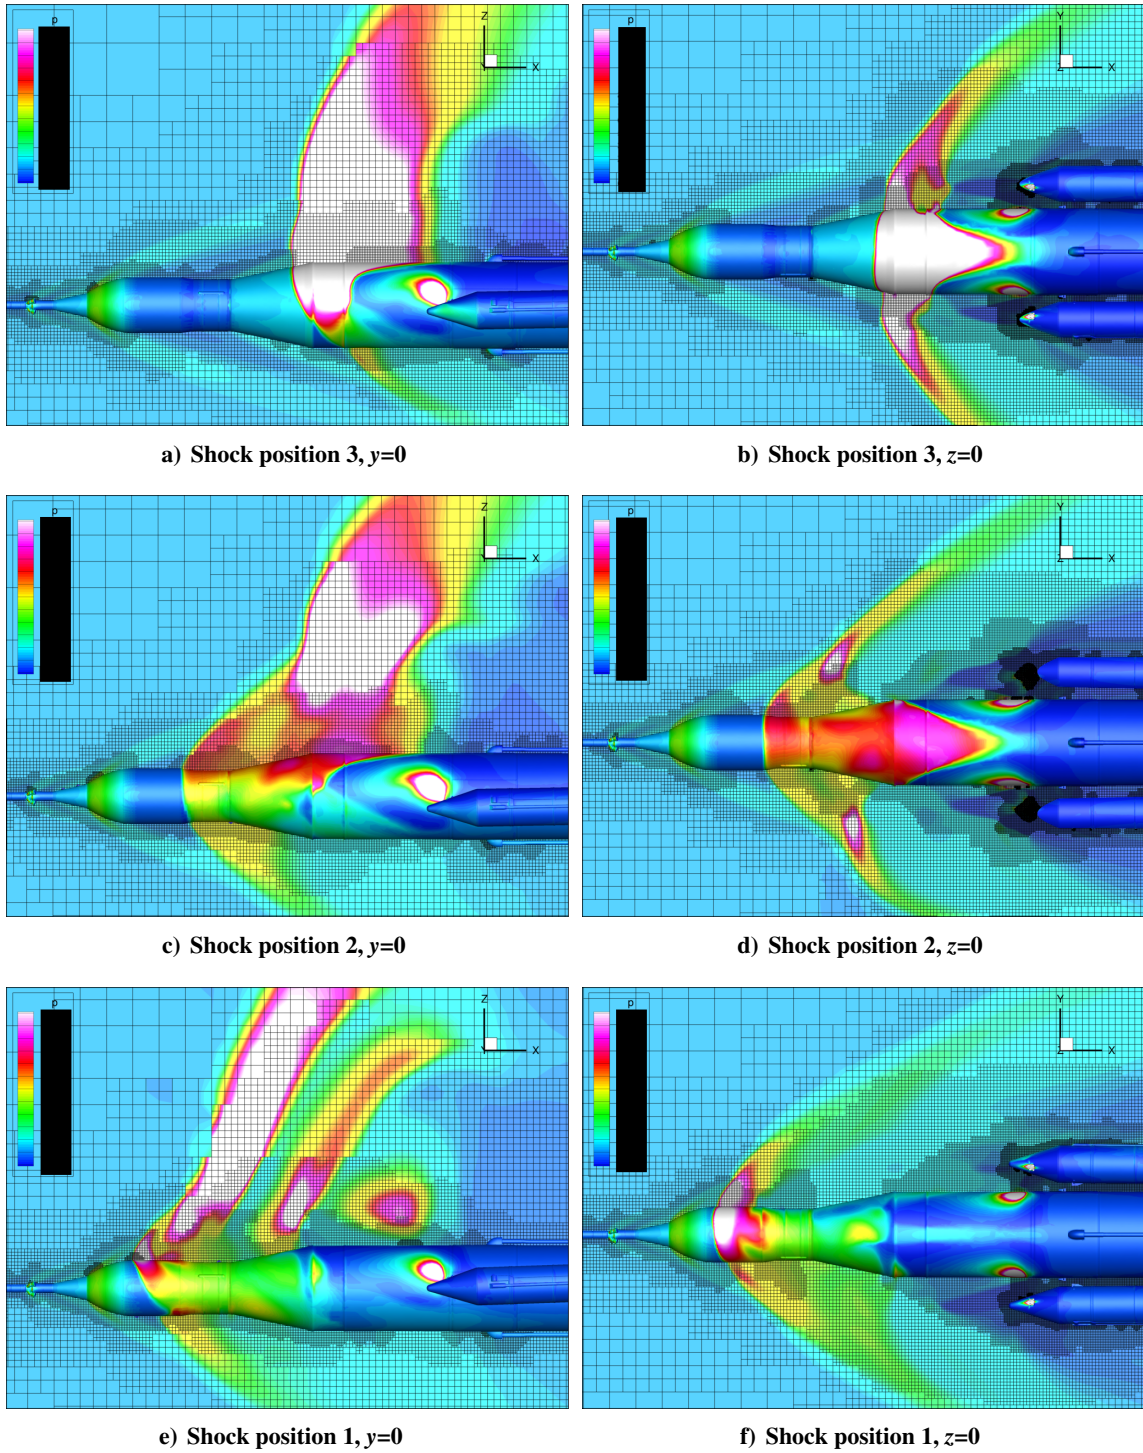 p
Z
X
p
Y
Z
X
a) Shock position 3, y=0
b) Shock position 3, z=0
p
Z
X
p
Y
Z
X
c) Shock position 2, y=0
d) Shock position 2, z=0
p
Z
X
p
Y
Z
X
e) Shock position 1, y=0
f) Shock position 1, z=0